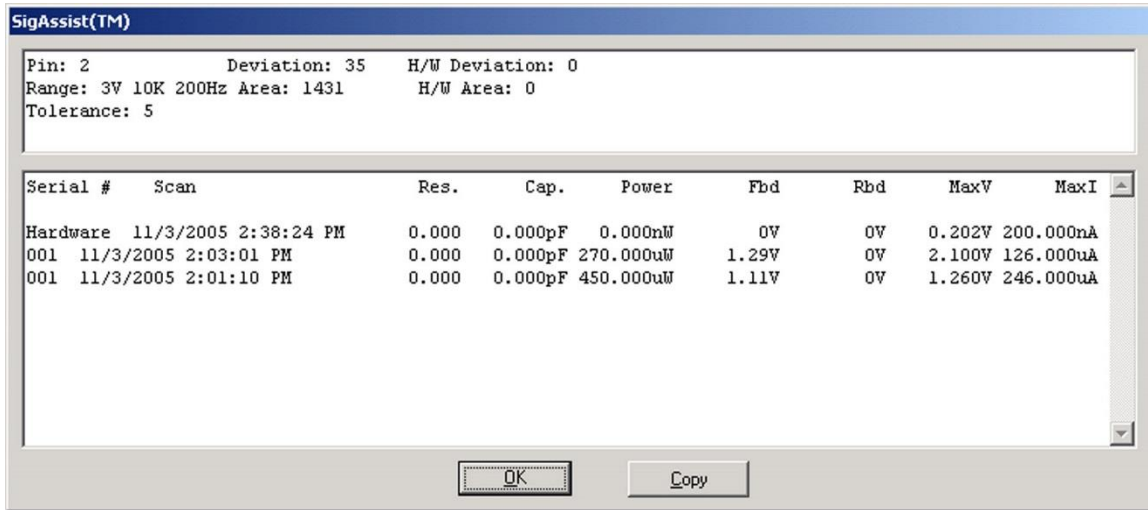 SigAssist(TM)
Pin: 2 Deviation: 35 H/W Deviation: 0
Range: 3V 10K 200Hz Area: 1431 H/W Area: 0
Tolerance: 5
Serial # Scan Res. Cap. Power Fbd Rbd MaxV MaxI
Hardware 11/3/2005 2:38:24 PM 0.000 0.000pF 0.000nW 0V 0V 0.202V 200.000nA
001 11/3/2005 2:03:01 PM 0.000 0.000pF 270.000uW 1.29V 0V 2.100V 126.000uA
001 11/3/2005 2:01:10 PM 0.000 0.000pF 450.000uW 1.11V 0V 1.260V 246.000uA
OK Copy